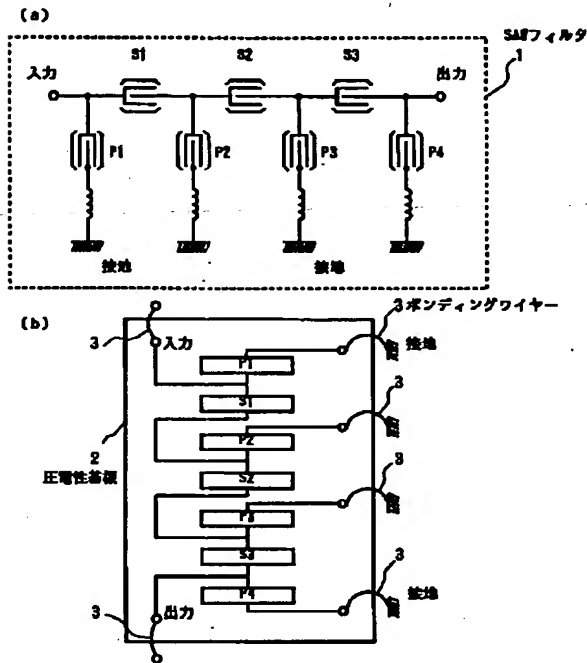 (a)
SAWフィルタ
1
S1 S2 S3
入力 出力
P1 P2 P3 P4
接地 接地
(b)
3 ボンディングワイヤー
3 入力 接地
P1
S1
3
P2
2
圧電性基板
S2
3
P3
S3
3
接地
P4
出力
3